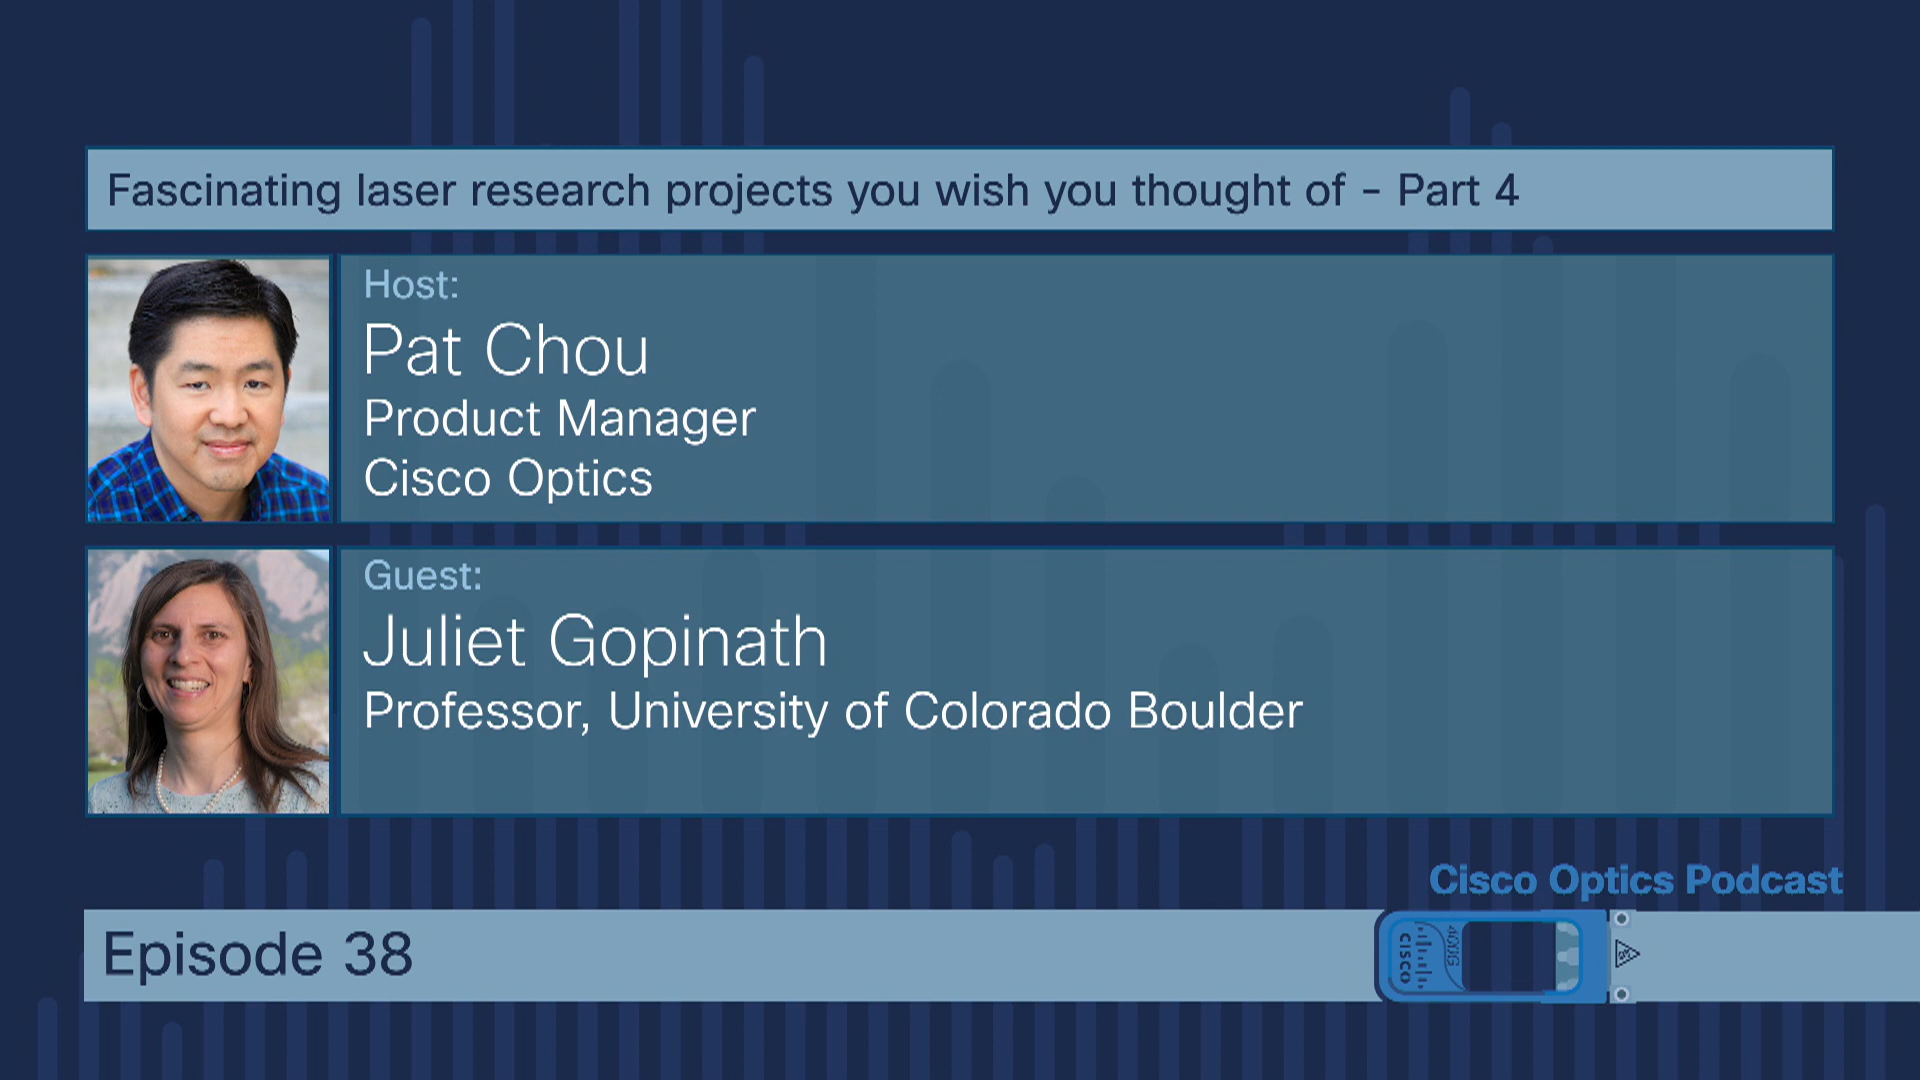 Fascinating laser research projects you wish you thought of - Part 4
Host:
Pat Chou
Product Manager
Cisco Optics
Guest:
Juliet Gopinath
Professor, University of Colorado Boulder
Cisco Optics Podcast
Episode 38
CISCO
400G